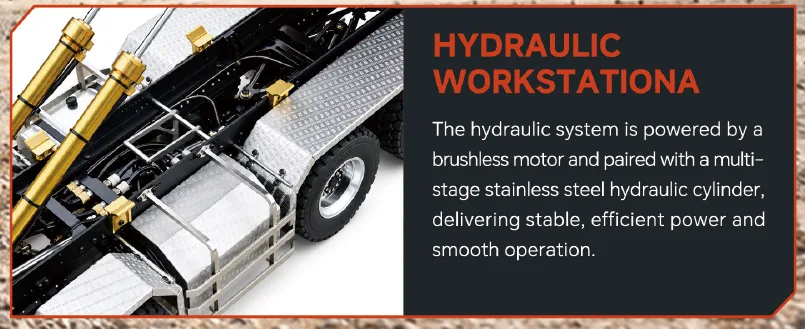 HYDRAULIC
WORKSTATIONA
The hydraulic system is powered by a
brushless motor and paired with a multi-
stage stainless steel hydraulic cylinder,
delivering stable, efficient power and
smooth operation.